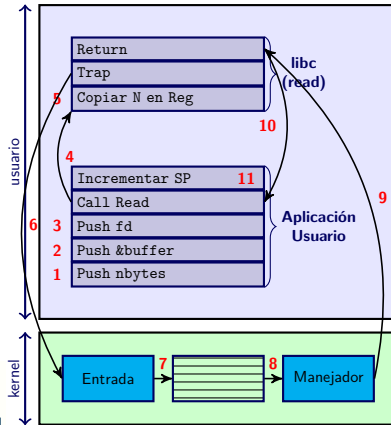 usuario
Return
Trap
5 Copiar N en Reg
libc
(read)
10
4
Incrementar SP 11
Call Read
3 Push fd
2 Push &buffer
1 Push nbytes
Aplicación
Usuario
6
9
kernel
Entrada
7
8
Manejador